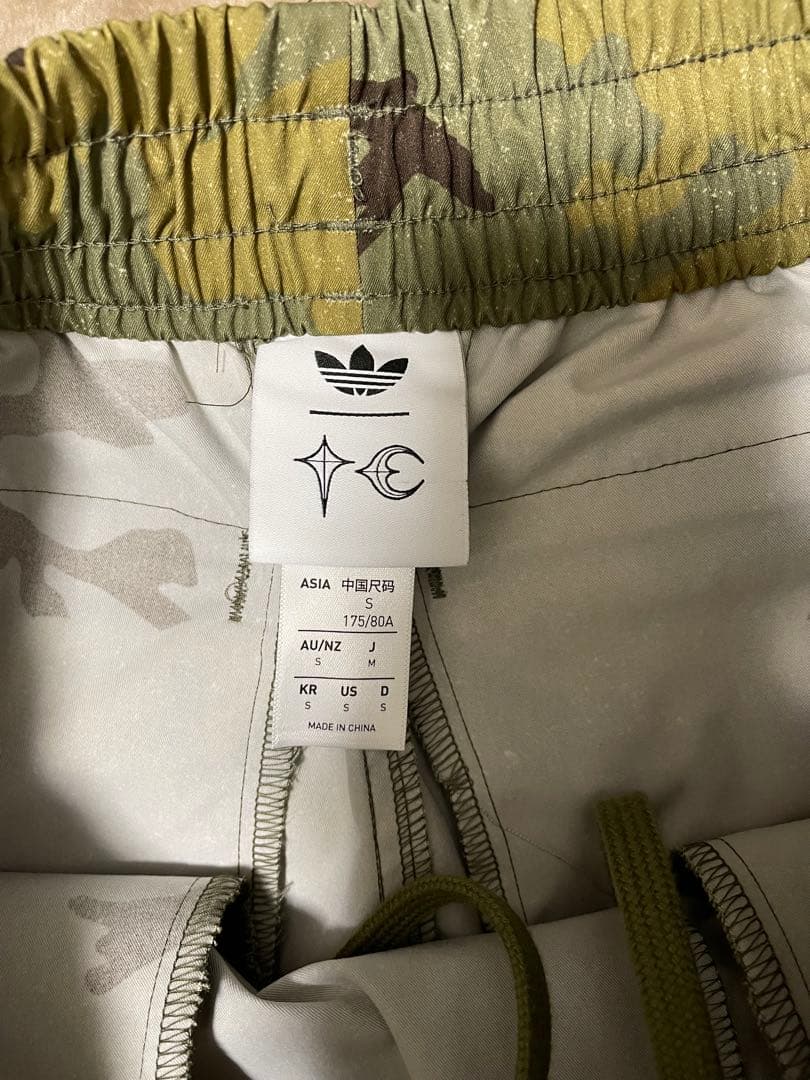 ASIA 中国尺码
S
175/80A
AU/NZ J
S M
KR US D
S S S
MADE IN CHINA